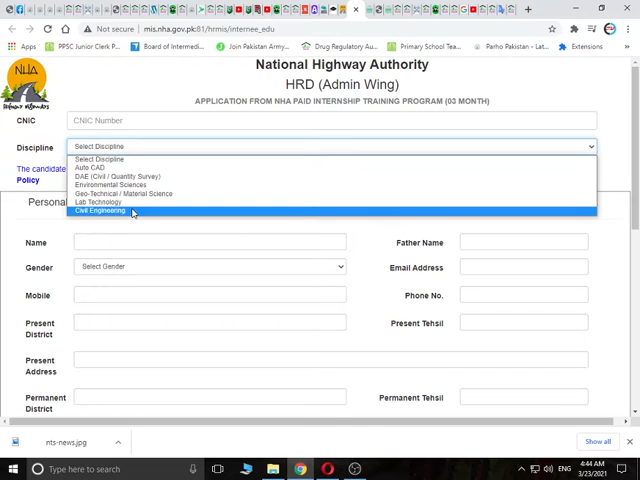 Not secure | mis.nha.gov.pk:81/hrmis/internee_edu
Apps
PPSC Junior Clerk P...
Board of Intermedi...
Join Pakistan Army...
Drug Regulatory Au...
Primary School Tea...
Parho Pakistan - Lat...
Extensions
NHA
National Highway Authority
HRD (Admin Wing)
APPLICATION FROM NHA PAID INTERNSHIP TRAINING PROGRAM (03 MONTH)
CNIC
CNIC Number
Discipline
Select Discipline
Select Discipline
Auto CAD
DAE (Civil / Quantity Survey)
Environmental Sciences
Geo-Technical / Material Science
Lab Technology
Civil Engineering
The candidate
Policy
Personal
Name
Father Name
Gender
Select Gender
Email Address
Mobile
Phone No.
Present District
Present Tehsil
Present Address
Permanent District
Permanent Tehsil
nts-news.jpg
Show all
Type here to search
ENG
4:44 AM
3/23/2021